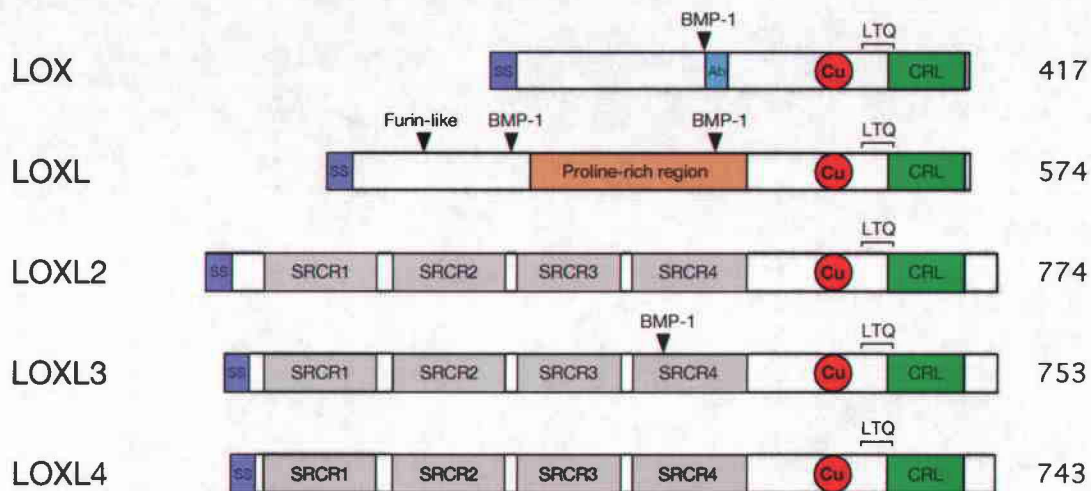 BMP-1 LTQ
LOX SS Ab Cu CRL 417
Furin-like BMP-1 BMP-1 LTQ
LOXL SS Proline-rich region Cu CRL 574
LTQ
LOXL2 SS SRCR1 SRCR2 SRCR3 SRCR4 Cu CRL 774
BMP-1 LTQ
LOXL3 SS SRCR1 SRCR2 SRCR3 SRCR4 Cu CRL 753
LTQ
LOXL4 SS SRCR1 SRCR2 SRCR3 SRCR4 Cu CRL 743